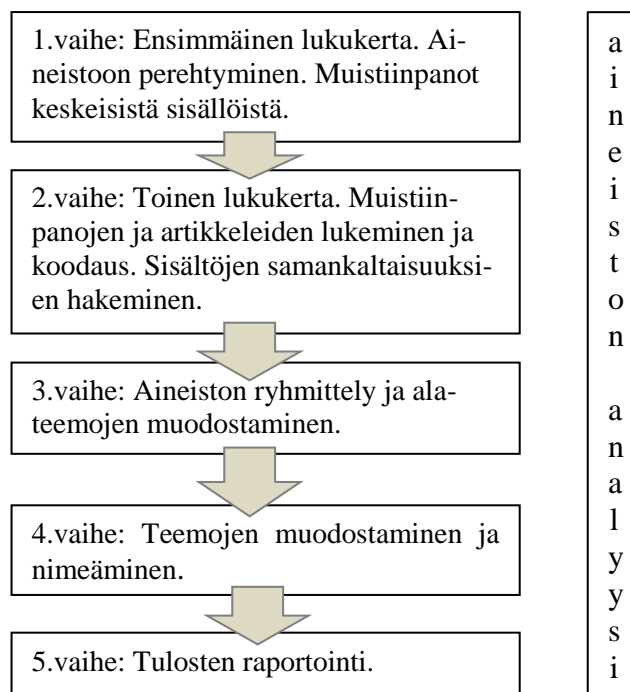 1.vaihe: Ensimmäinen lukukerta. Ai-
neistoon perehtyminen. Muistiinpanot
keskeisistä sisällöistä.
2.vaihe: Toinen lukukerta. Muistiin-
panojen ja artikkeleiden lukeminen ja
koodaus. Sisältöjen samankaltaisuuksi-
en hakeminen.
3.vaihe: Aineiston ryhmittely ja ala-
teemojen muodostaminen.
4.vaihe: Teemojen muodostaminen ja
nimeäminen.
5.vaihe: Tulosten raportointi.
a
i
n
e
i
s
t
o
n
a
n
a
l
y
y
s
i